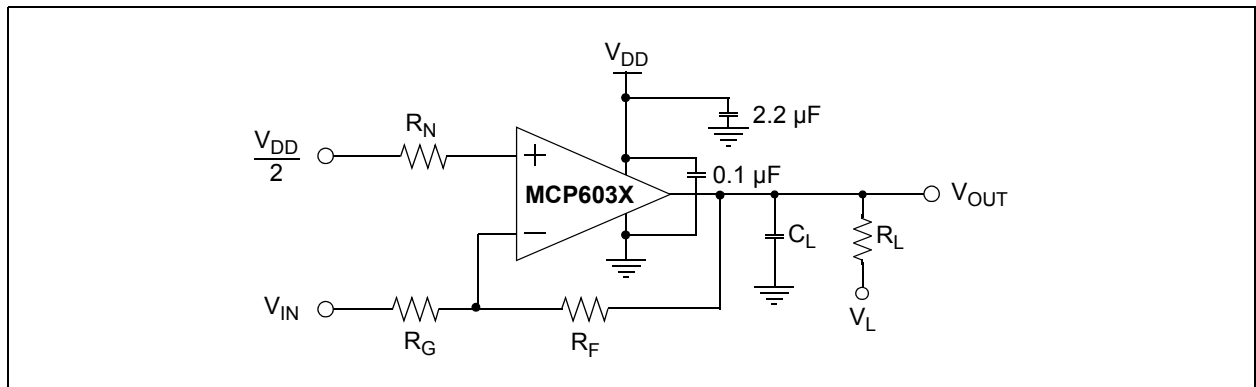 V_DD
2.2 µF
R_N
V_DD
2
+
0.1 µF
MCP603X
V_OUT
–
C_L
R_L
V_IN
R_G
R_F
V_L